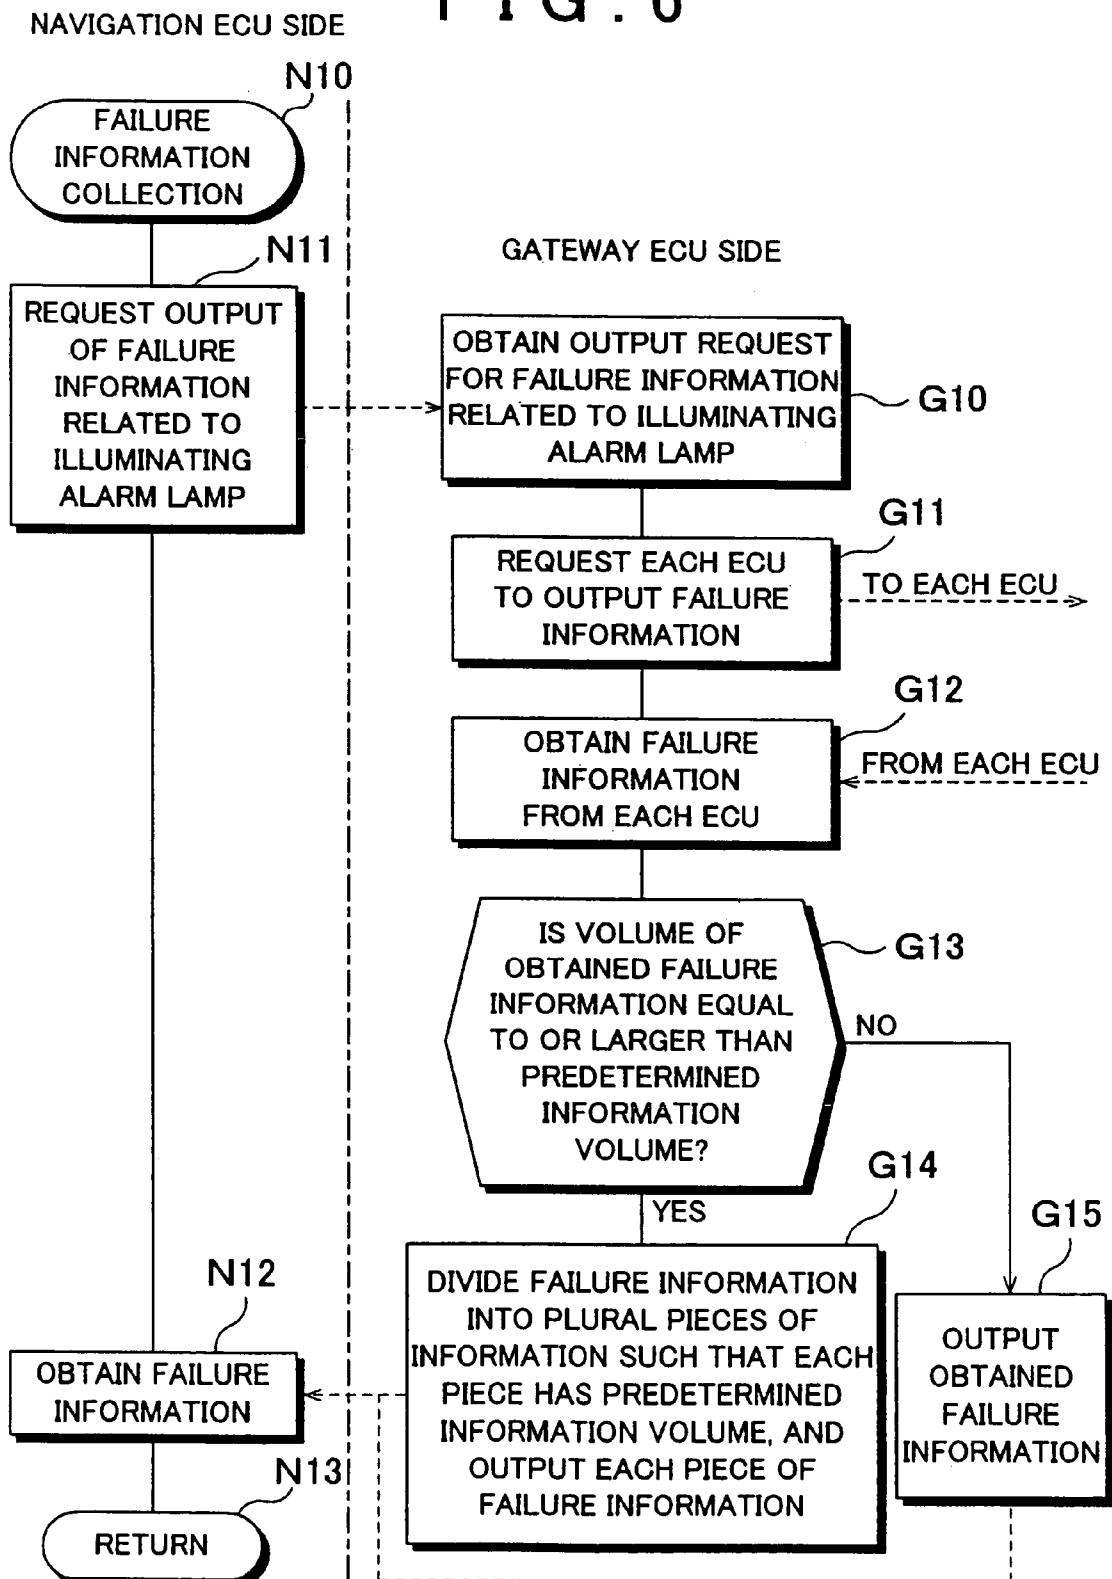 FIG. 6
NAVIGATION ECU SIDE
N10
FAILURE
INFORMATION
COLLECTION
N11
REQUEST OUTPUT
OF FAILURE
INFORMATION
RELATED TO
ILLUMINATING
ALARM LAMP
GATEWAY ECU SIDE
OBTAIN OUTPUT REQUEST
FOR FAILURE INFORMATION
RELATED TO ILLUMINATING
ALARM LAMP
G10
G11
REQUEST EACH ECU
TO OUTPUT FAILURE
INFORMATION
TO EACH ECU
G12
OBTAIN FAILURE
INFORMATION
FROM EACH ECU
FROM EACH ECU
IS VOLUME OF
OBTAINED FAILURE
INFORMATION EQUAL
TO OR LARGER THAN
PREDETERMINED
INFORMATION
VOLUME?
G13
NO
YES
G14
DIVIDE FAILURE INFORMATION
INTO PLURAL PIECES OF
INFORMATION SUCH THAT EACH
PIECE HAS PREDETERMINED
INFORMATION VOLUME, AND
OUTPUT EACH PIECE OF
FAILURE INFORMATION
G15
OUTPUT
OBTAINED
FAILURE
INFORMATION
N12
OBTAIN FAILURE
INFORMATION
N13
RETURN